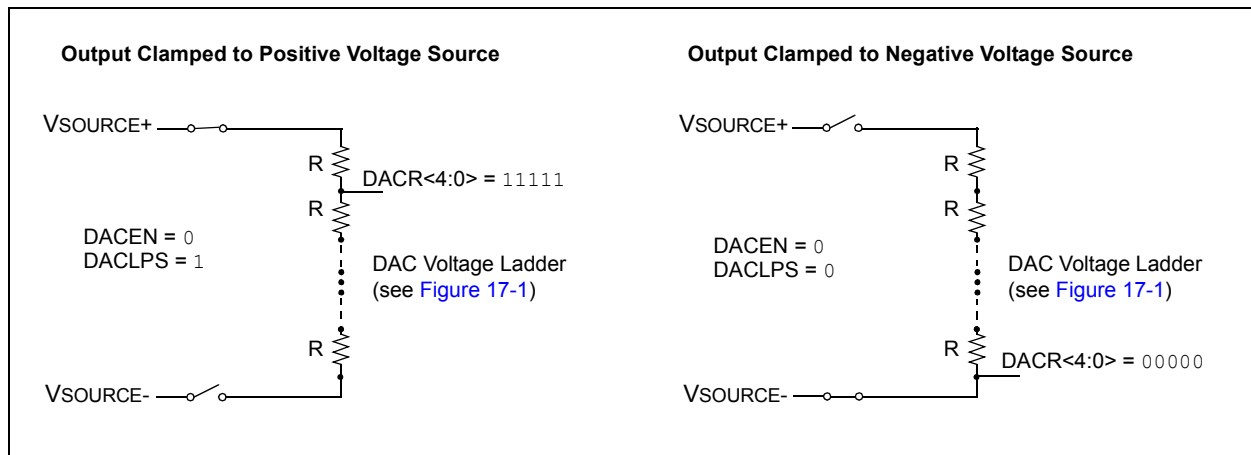 Output Clamped to Positive Voltage Source
VSOURCE+
R
DACR<4:0> = 11111
R
DACEN = 0
DACLPS = 1
DAC Voltage Ladder
(see Figure 17-1)
R
VSOURCE-
Output Clamped to Negative Voltage Source
VSOURCE+
R
R
DACEN = 0
DACLPS = 0
DAC Voltage Ladder
(see Figure 17-1)
R
DACR<4:0> = 00000
VSOURCE-